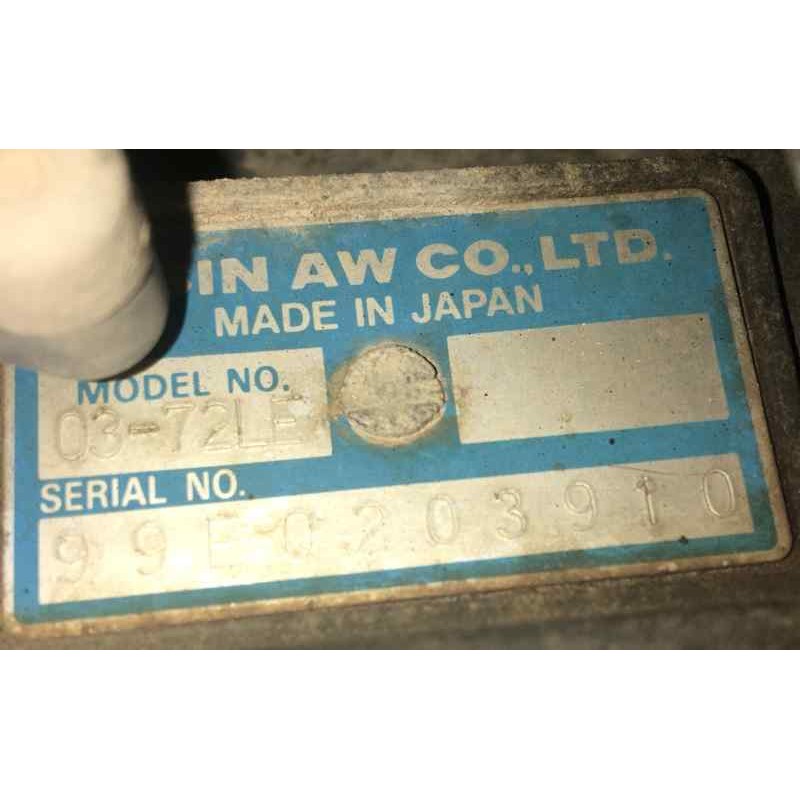 IN AW CO., LTD.
MADE IN JAPAN
MODEL NO.
03-72LE
SERIAL NO.
99E0203910